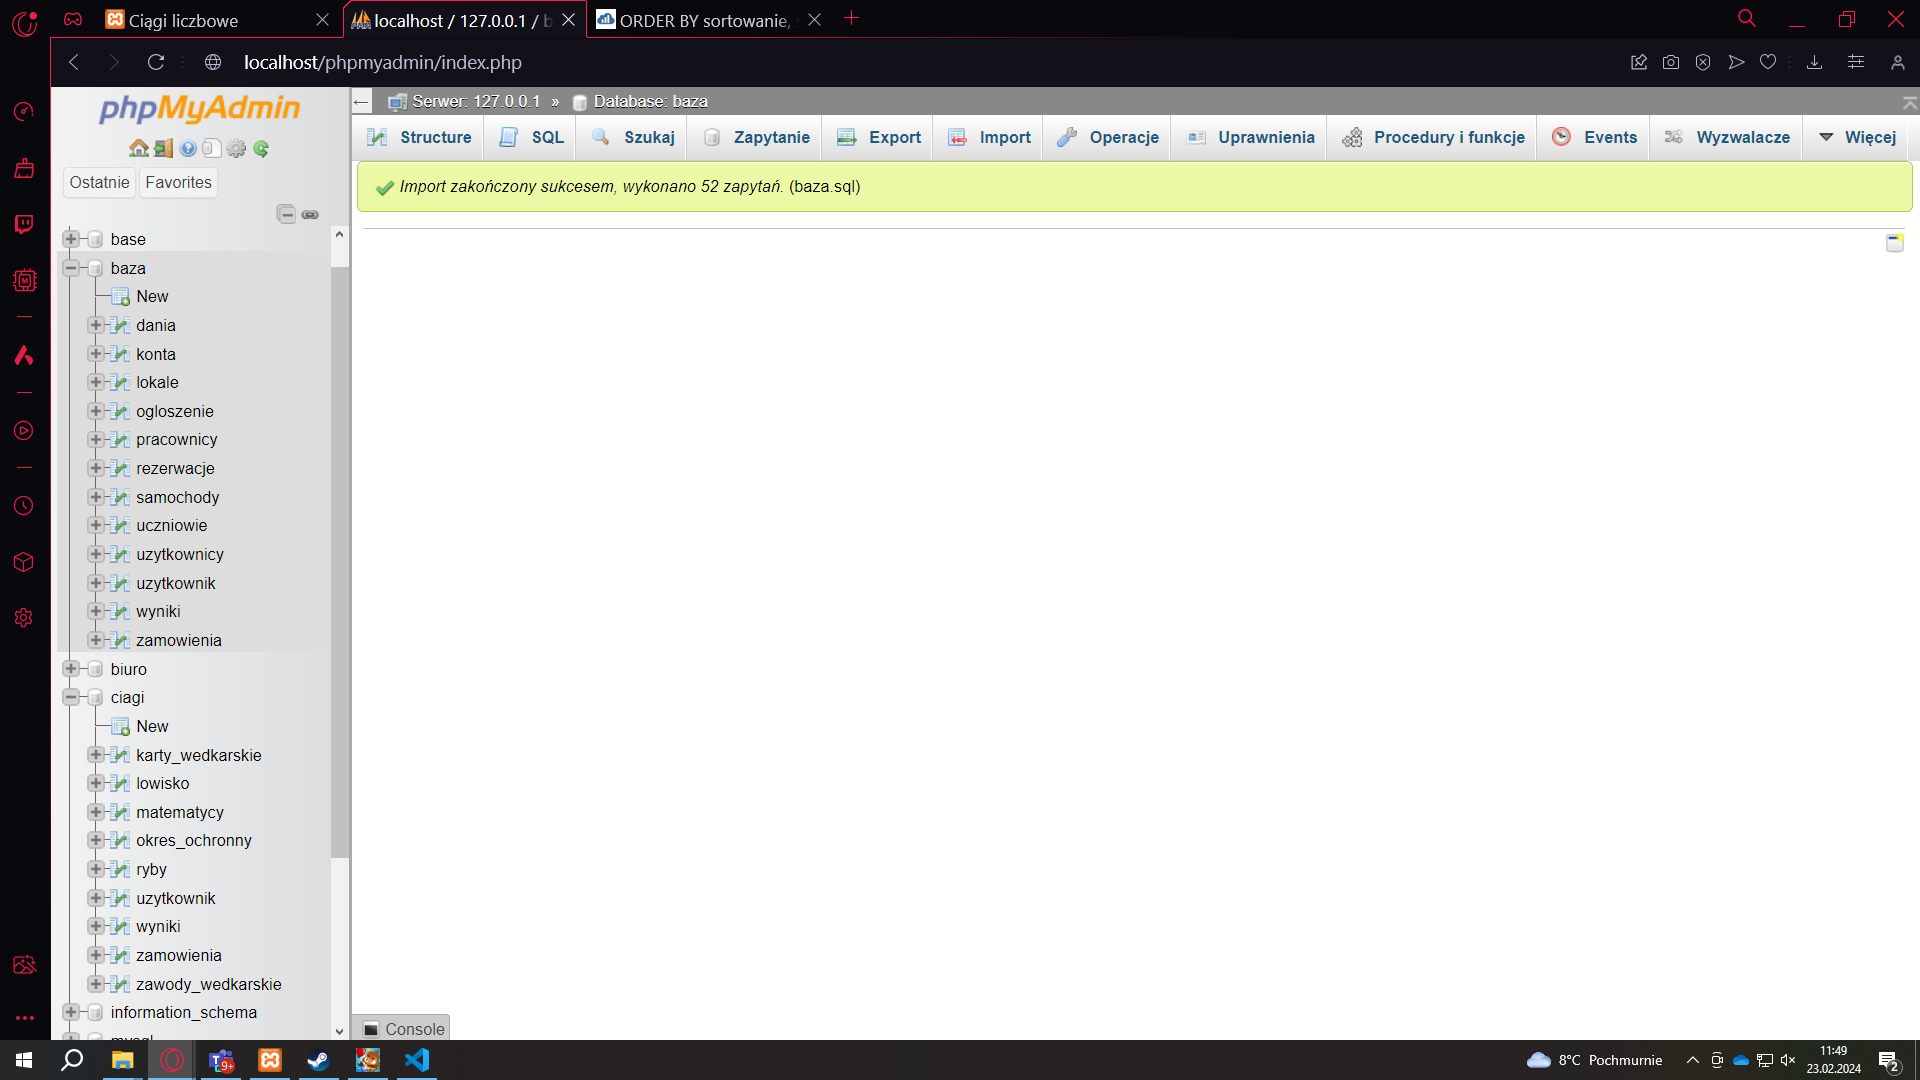 Ciągi liczbowe
localhost / 127.0.0.1 / b
ORDER BY sortowanie,
localhost/phpmyadmin/index.php
phpMyAdmin
Ostatnie
Favorites
base
baza
New
dania
konta
lokale
ogloszenie
pracownicy
rezerwacje
samochody
uczniowie
uzytkownicy
uzytkownik
wyniki
zamowienia
biuro
ciagi
New
karty_wedkarskie
lowisko
matematycy
okres_ochronny
ryby
uzytkownik
wyniki
zamowienia
zawody_wedkarskie
information_schema
mysql
Serwer: 127.0.0.1 » Database: baza
Structure
SQL
Szukaj
Zapytanie
Export
Import
Operacje
Uprawnienia
Procedury i funkcje
Events
Wyzwalacze
Więcej
Import zakończony sukcesem, wykonano 52 zapytań. (baza.sql)
Console
9+
8°C Pochmurnie
11:49
23.02.2024
2